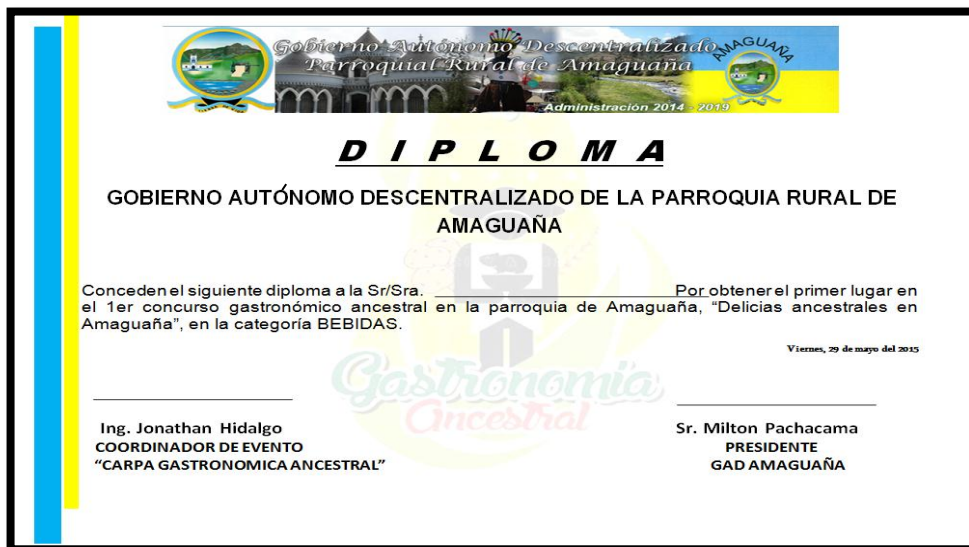 Gobierno Autónomo Descentralizado
Parroquial Rural de Amaguaña
AMAGUAÑA
Administración 2014 - 2019
DIPLOMA
GOBIERNO AUTÓNOMO DESCENTRALIZADO DE LA PARROQUIA RURAL DE
AMAGUAÑA
Conceden el siguiente diploma a la Sr/Sra. Por obtener el primer lugar en
el 1er concurso gastronómico ancestral en la parroquia de Amaguaña, “Delicias ancestrales en
Amaguaña”, en la categoría BEBIDAS.
Viernes, 29 de mayo del 2015
Gastronomía
Ancestral
Ing. Jonathan Hidalgo
COORDINADOR DE EVENTO
“CARPA GASTRONOMICA ANCESTRAL”
Sr. Milton Pachacama
PRESIDENTE
GAD AMAGUAÑA